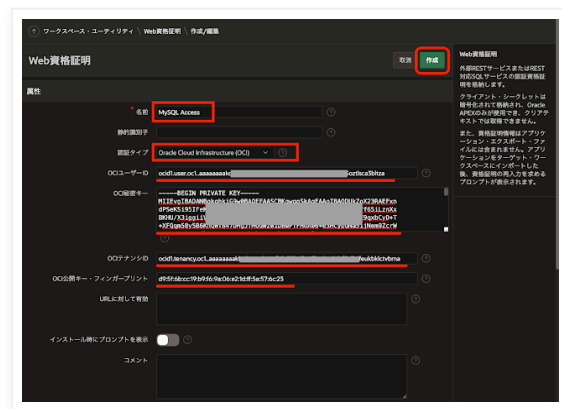 ワークスペース・ユーティリティ \ Web資格証明 \ 作成/編集
Web資格証明
取消
作成
属性
名前
MySQL Access
静的識別子
認証タイプ
Oracle Cloud Infrastructure (OCI)
OCIユーザーID
ocid1.user.oc1..aaaaaaaa
OCI秘密キー
-----BEGIN PRIVATE KEY-----
OCIテナンシID
ocid1.tenancy.oc1..aaaaaaaa
OCI公開キー・フィンガープリント
URLに対して有効
インストール時にプロンプトを表示
コメント
Web資格証明
外部RESTサービスまたはREST
対応SQLサービスの認証資格証
明を格納します。
クライアント・シークレットは
暗号化されて格納され、Oracle
APEXのみが使用でき、クリアテ
キストでは取得できません。
また、資格証明情報はアプリケ
ーション・エクスポート・ファ
イルには含まれません。アプリ
ケーションをターゲット・ワー
クスペースにインポートした
後、資格証明の再入力を求める
プロンプトが表示されます。